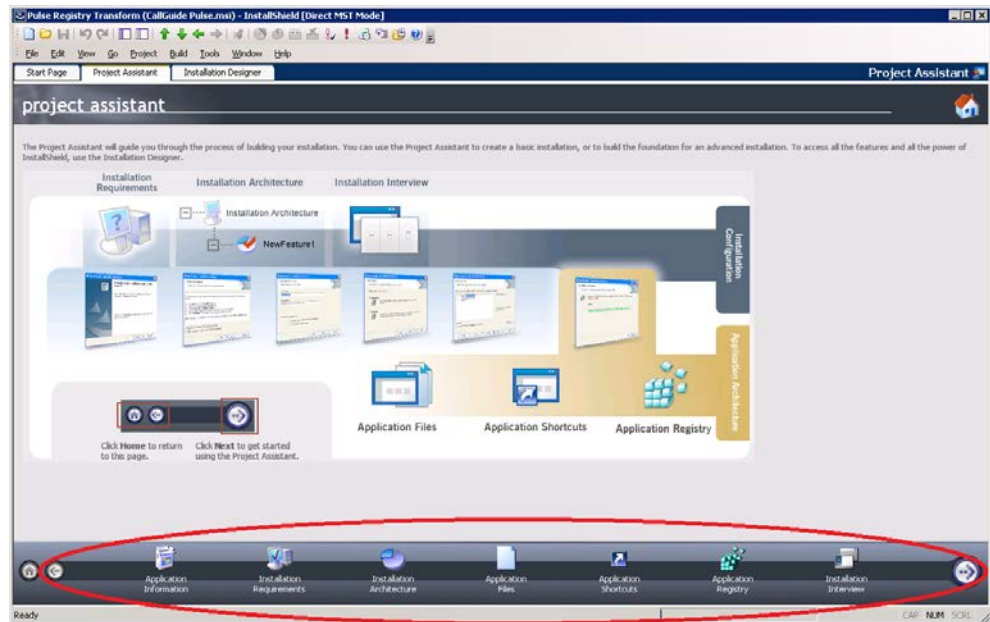 Pulse Registry Transform (CallGuide Pulse.msi) - InstallShield [Direct MST Mode]
File Edit View Go Project Build Tools Window Help
Start Page Project Assistant Installation Designer Project Assistant
project assistant
The Project Assistant will guide you through the process of building your installation. You can use the Project Assistant to create a basic installation, or to build the foundation for an advanced installation. To access all the features and all the power of
InstallShield, use the Installation Designer.
Installation
Requirements
Installation Architecture
Installation Interview
Installation Architecture
NewFeature1
Installation
Configuration
Application Architecture
Application Files
Application Shortcuts
Application Registry
Click Home to return
to this page.
Click Next to get started
using the Project Assistant.
Application
Information
Installation
Requirements
Installation
Architecture
Application
Files
Application
Shortcuts
Application
Registry
Installation
Interview
Ready CAP NUM SCRL